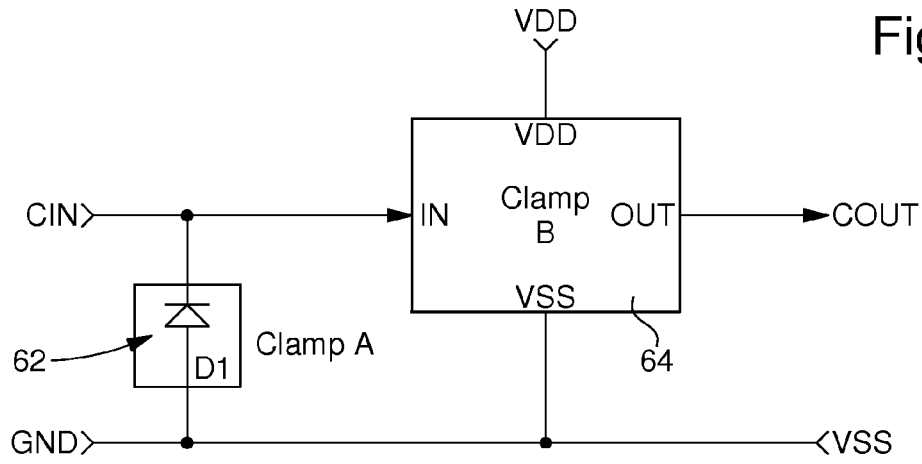 VDD
Fig
VDD
CIN
IN
Clamp
B
OUT
COUT
VSS
62
D1
Clamp A
64
GND
VSS